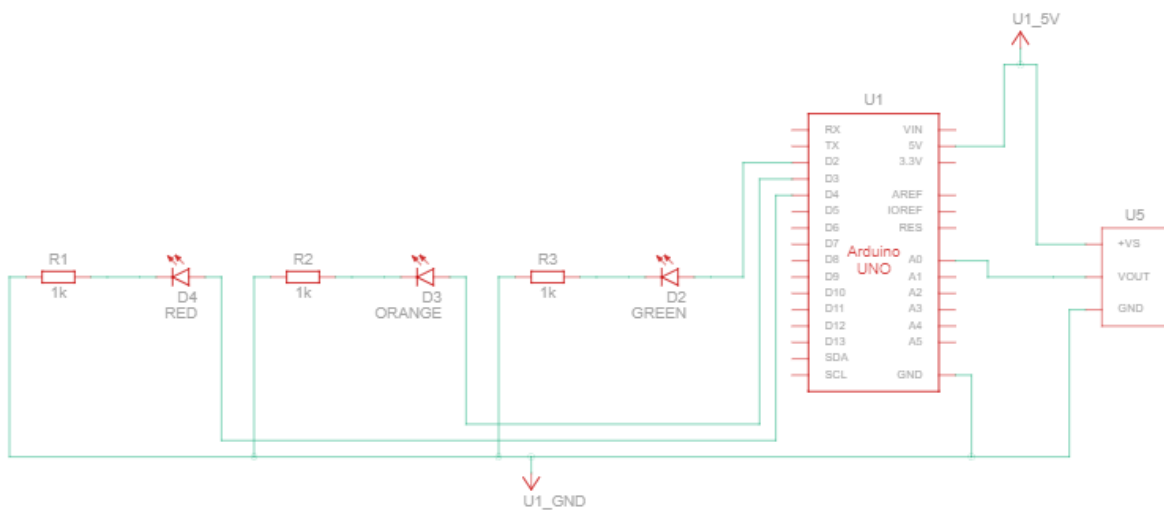 U1_5V
U1
RX
TX
D2
D3
D4
D5
D6
D7
D8
D9
D10
D11
D12
D13
SDA
SCL
VIN
5V
3.3V
AREF
IOREF
RES
A0
A1
A2
A3
A4
A5
GND
Arduino
UNO
U5
+VS
VOUT
GND
R1
1k
D4
RED
R2
1k
D3
ORANGE
R3
1k
D2
GREEN
U1_GND